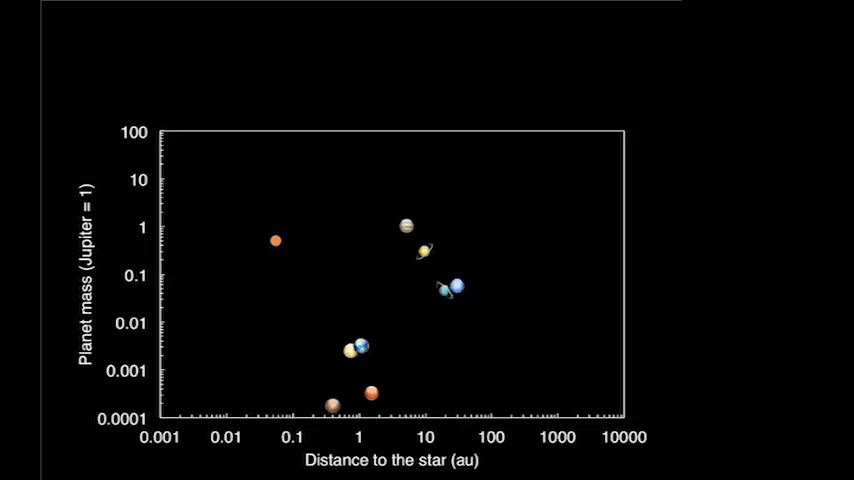 100
10
1
0.1
0.01
0.001
0.0001
Planet mass (Jupiter = 1)
0.001 0.01 0.1 1 10 100 1000 10000
Distance to the star (au)